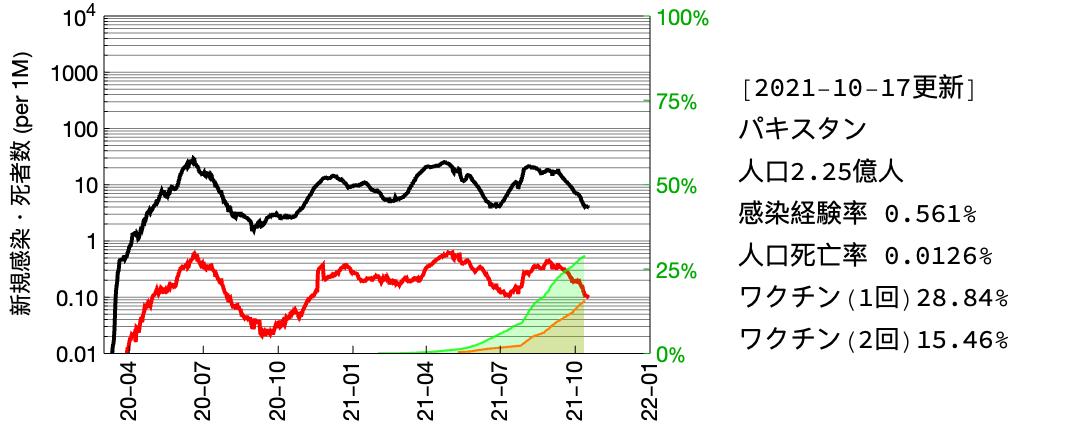 新規感染・死者数 (per 1M)
10⁴
1000
100
10
1
0.10
0.01
100%
75%
50%
25%
0%
20-04
20-07
20-10
21-01
21-04
21-07
21-10
22-01
[2021-10-17更新]
パキスタン
人口2.25億人
感染経験率 0.561%
人口死亡率 0.0126%
ワクチン(1回)28.84%
ワクチン(2回)15.46%